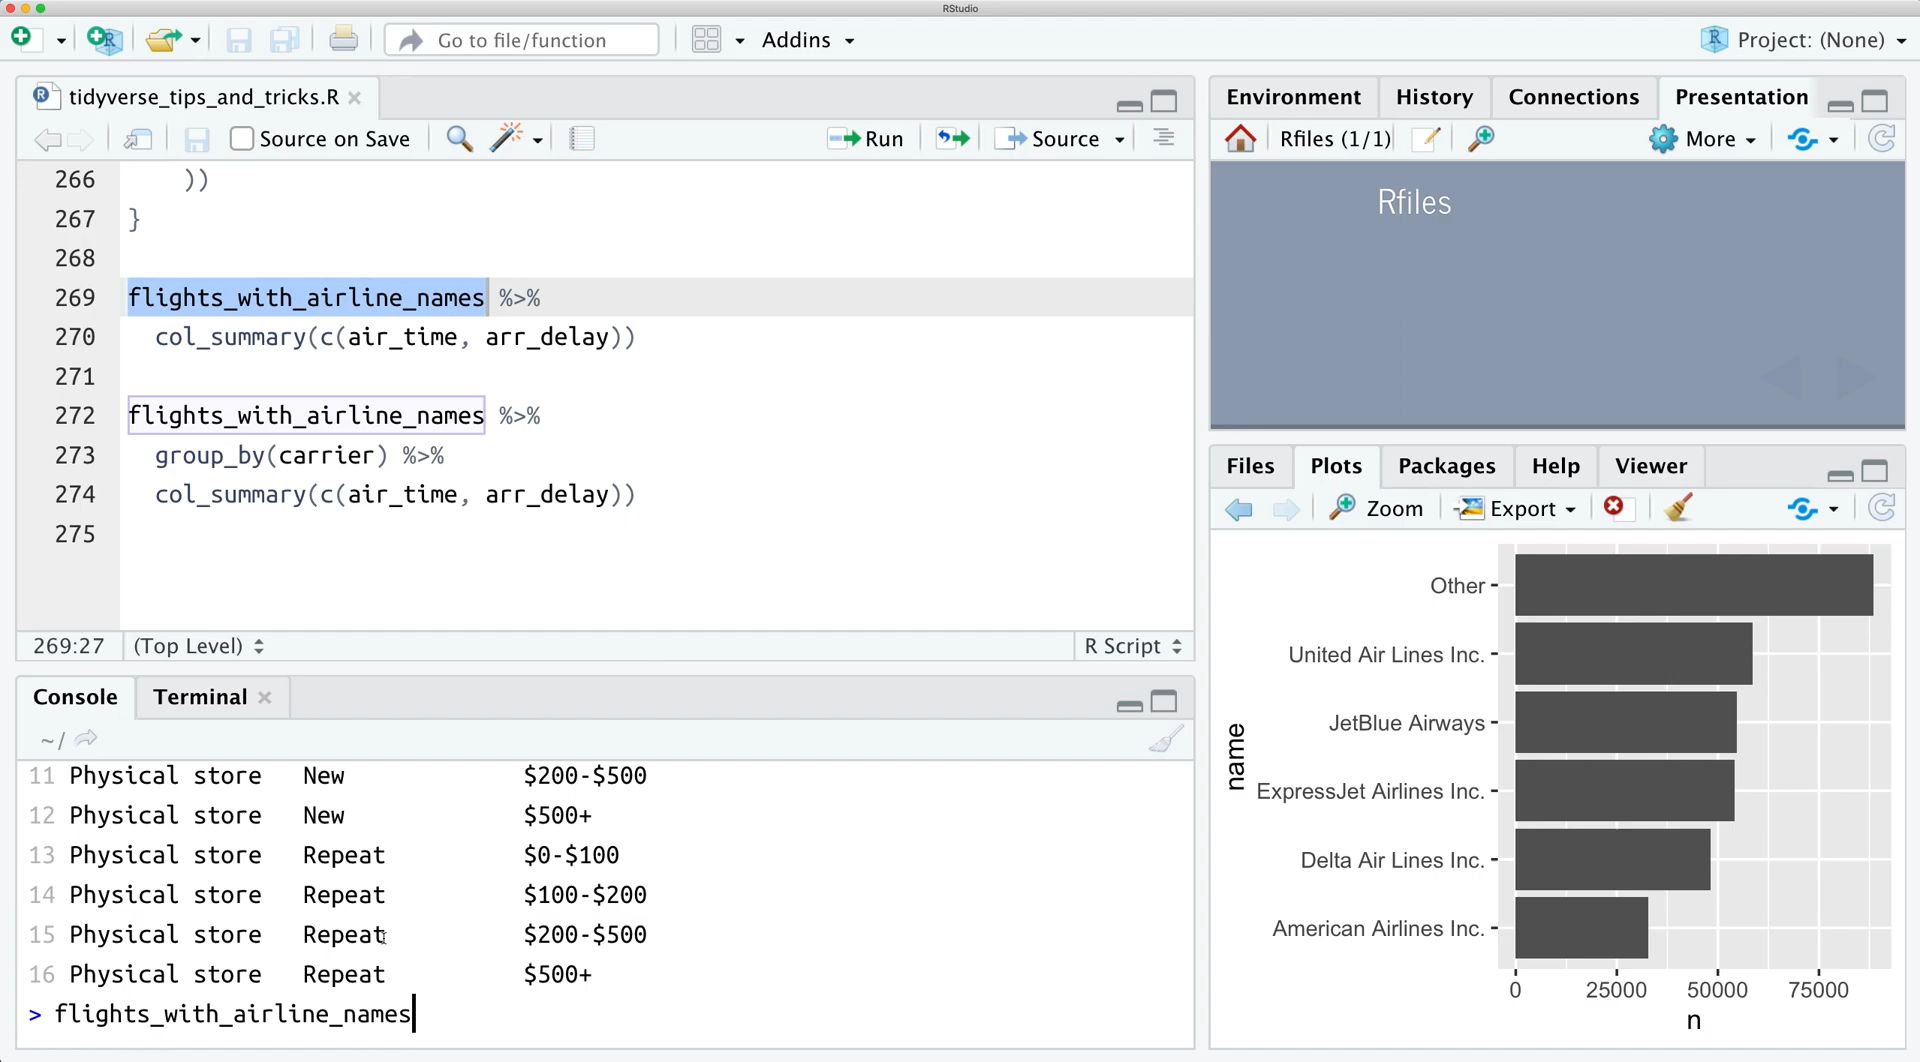 RStudio
Go to file/function
Addins
Project: (None)
tidyverse_tips_and_tricks.R
Source on Save
Run
Source
266 ))
267 }
268
269 flights_with_airline_names %>%
270 col_summary(c(air_time, arr_delay))
271
272 flights_with_airline_names %>%
273 group_by(carrier) %>%
274 col_summary(c(air_time, arr_delay))
275
269:27 (Top Level) R Script
Console Terminal
~/
11 Physical store New $200-$500
12 Physical store New $500+
13 Physical store Repeat $0-$100
14 Physical store Repeat $100-$200
15 Physical store Repeat $200-$500
16 Physical store Repeat $500+
> flights_with_airline_names
Environment History Connections Presentation
Rfiles (1/1) More
Rfiles
Files Plots Packages Help Viewer
Zoom Export
Other
United Air Lines Inc.
JetBlue Airways
ExpressJet Airlines Inc.
Delta Air Lines Inc.
American Airlines Inc.
name
0 25000 50000 75000
n